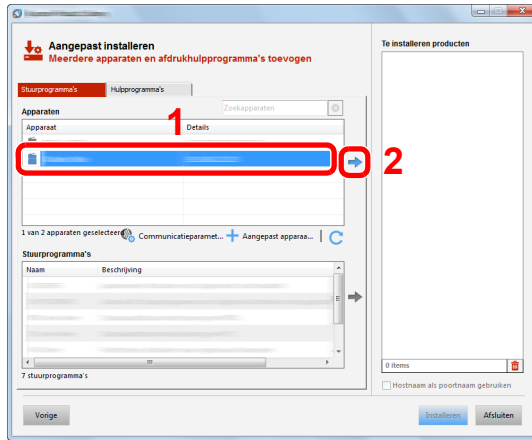 Aangepast installeren
Meerdere apparaten en afdrukhulpprogramma's toevogen
Te installeren producten
Stuurprogramma's
Hulpprogramma's
Apparaten
Zoekapparaten
1
Apparaat
Details
2
1 van 2 apparaten geselecteer
Communicatieparamet...
Aangepast apparaa...
Stuurprogramma's
Naam
Beschrijving
7 stuurprogramma's
0 items
Hostnaam als poortnaam gebruiken
Vorige
Installeren
Afsluiten